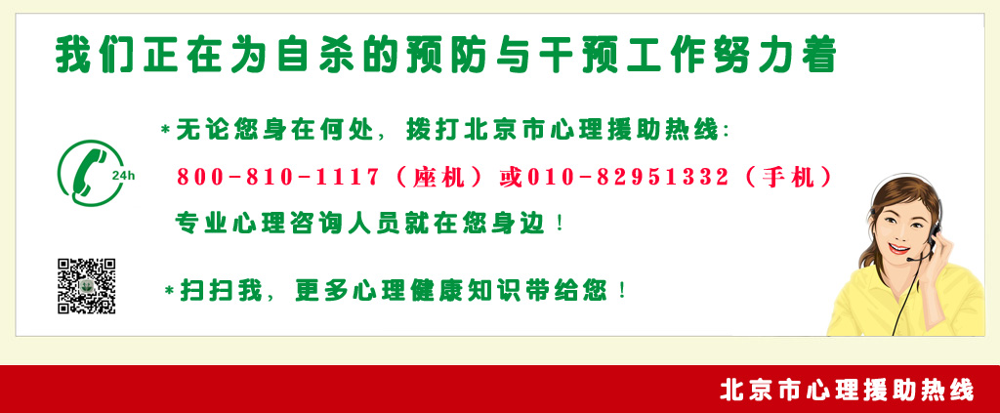 我们正在为自杀的预防与干预工作努力着
*无论您身在何处，拨打北京市心理援助热线:
24h
800-810-1117（座机）或010-82951332（手机）
专业心理咨询人员就在您身边！
*扫扫我，更多心理健康知识带给您！
北京市心理援助热线